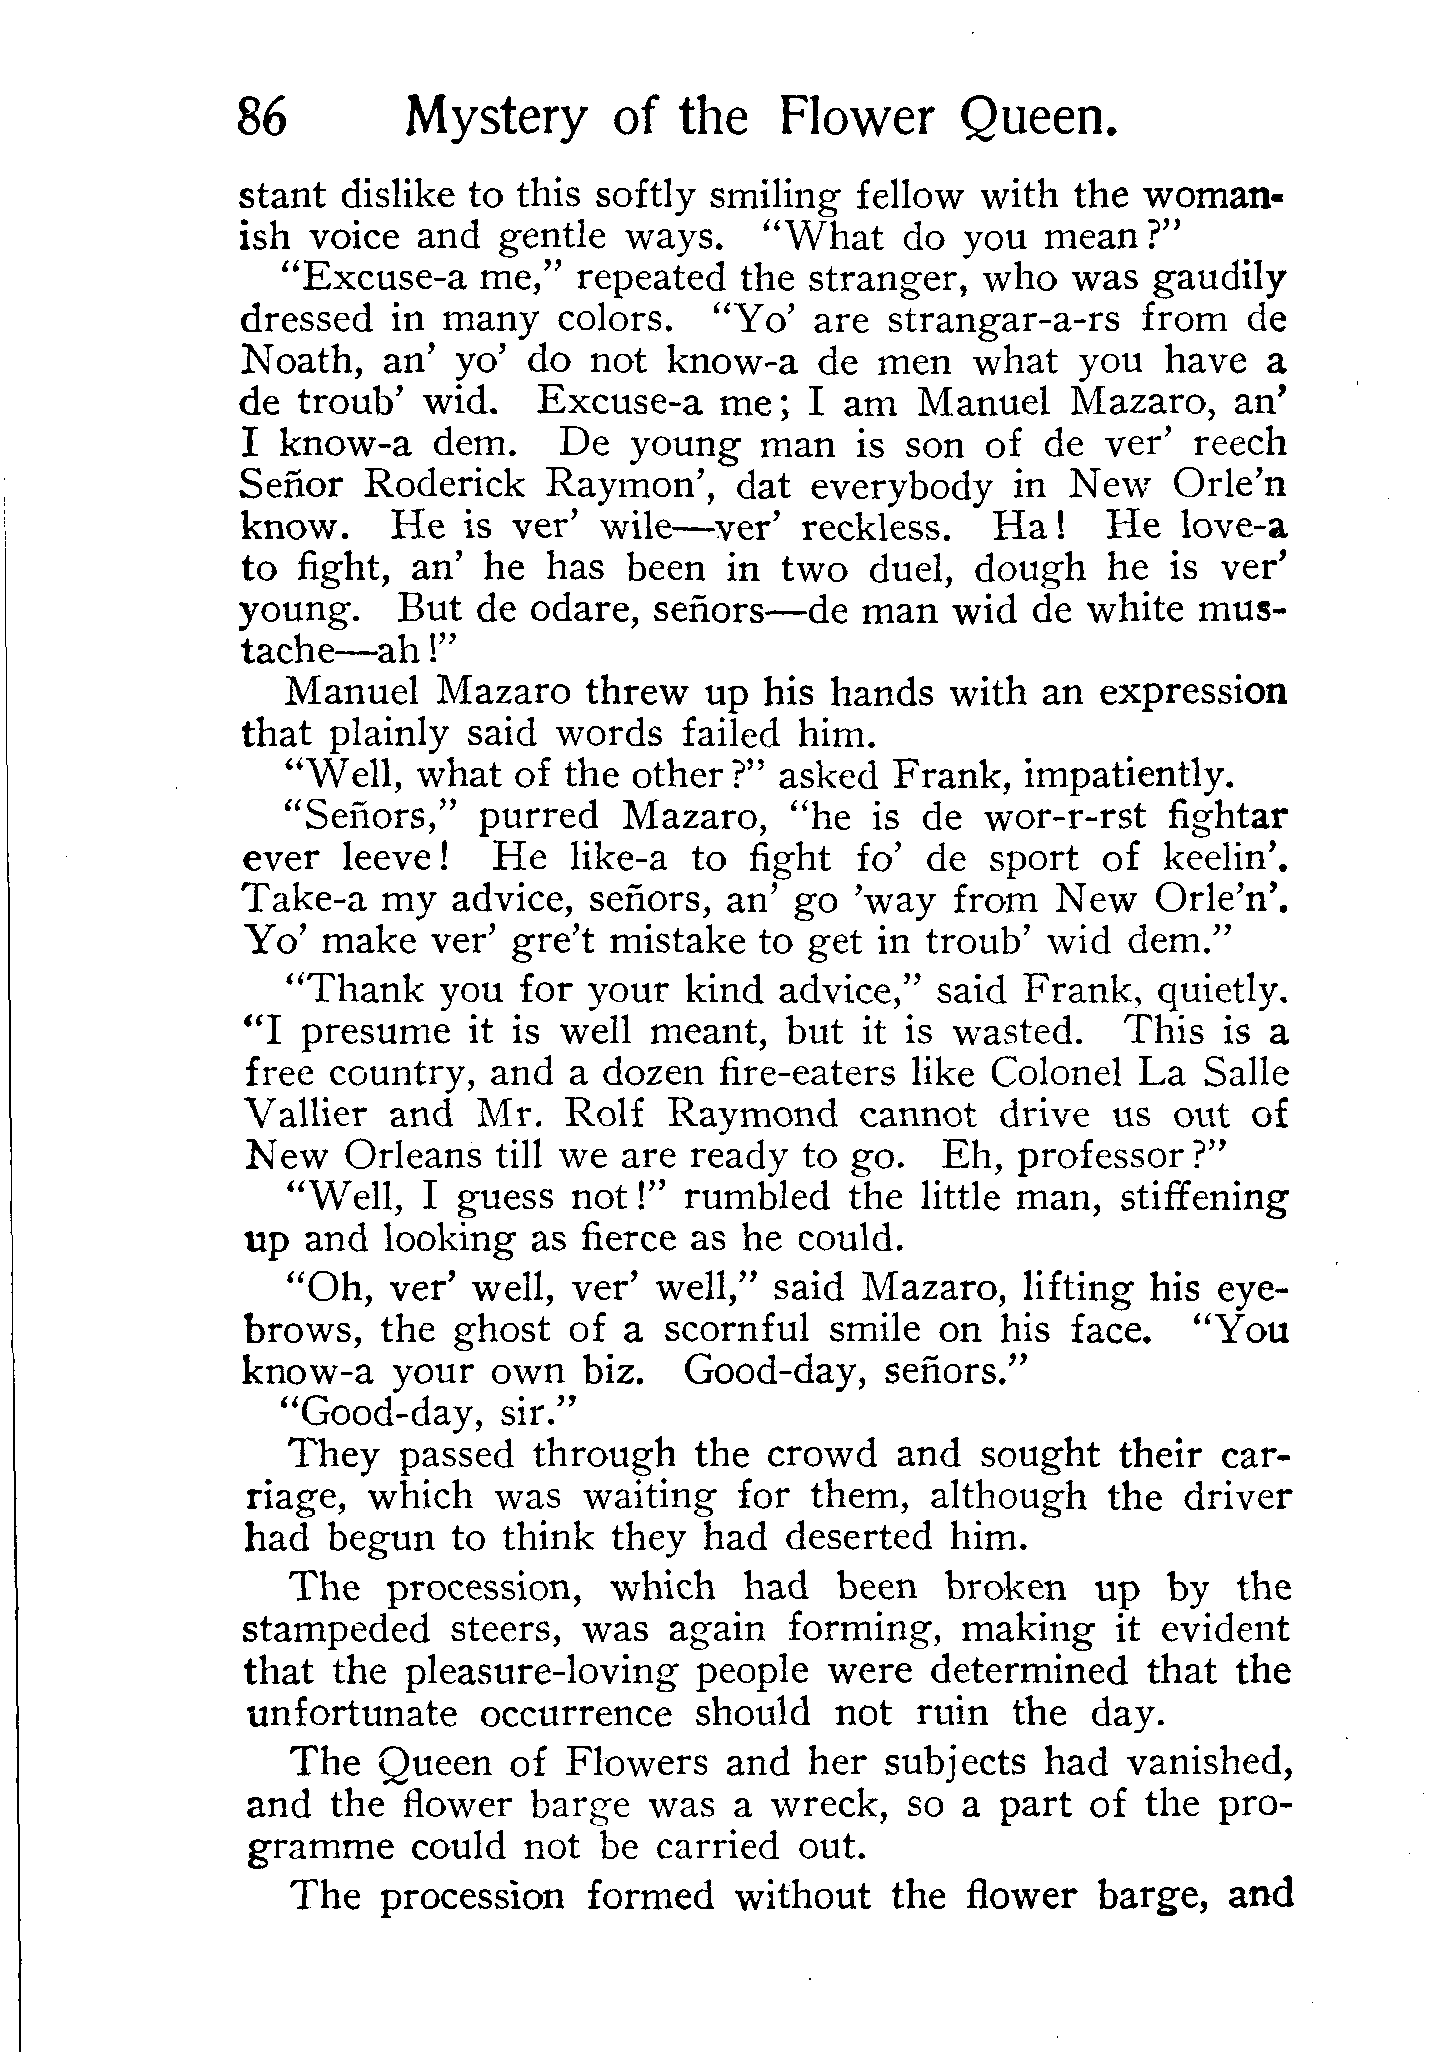 86 Mystery of the Flower Queen.
stant dislike to this softly smiling fellow with the woman-
ish voice and gentle ways. “What do you mean?”
“Excuse-a me,” repeated the stranger, who was gaudily
dressed in many colors. “Yo’ are strangar-a-rs from de
Noath, an’ yo’ do not know-a de men what you have a
de troub’ wid. Excuse-a me; I am Manuel Mazaro, an’
I know-a dem. De young man is son of de ver’ reech
Señor Roderick Raymon’, dat everybody in New Orle’n
know. He is ver’ wile—ver’ reckless. Ha! He love-a
to fight, an’ he has been in two duel, dough he is ver’
young. But de odare, señors—de man wid de white mus-
tache—ah!”
Manuel Mazaro threw up his hands with an expression
that plainly said words failed him.
“Well, what of the other?” asked Frank, impatiently.
“Señors,” purred Mazaro, “he is de wor-r-rst fightar
ever leeve! He like-a to fight fo’ de sport of keelin’.
Take-a my advice, señors, an’ go ’way from New Orle’n’.
Yo’ make ver’ gre’t mistake to get in troub’ wid dem.”
“Thank you for your kind advice,” said Frank, quietly.
“I presume it is well meant, but it is wasted. This is a
free country, and a dozen fire-eaters like Colonel La Salle
Vallier and Mr. Rolf Raymond cannot drive us out of
New Orleans till we are ready to go. Eh, professor?”
“Well, I guess not!” rumbled the little man, stiffening
up and looking as fierce as he could.
“Oh, ver’ well, ver’ well,” said Mazaro, lifting his eye-
brows, the ghost of a scornful smile on his face. “You
know-a your own biz. Good-day, señors.”
“Good-day, sir.”
They passed through the crowd and sought their car-
riage, which was waiting for them, although the driver
had begun to think they had deserted him.
The procession, which had been broken up by the
stampeded steers, was again forming, making it evident
that the pleasure-loving people were determined that the
unfortunate occurrence should not ruin the day.
The Queen of Flowers and her subjects had vanished,
and the flower barge was a wreck, so a part of the pro-
gramme could not be carried out.
The procession formed without the flower barge, and